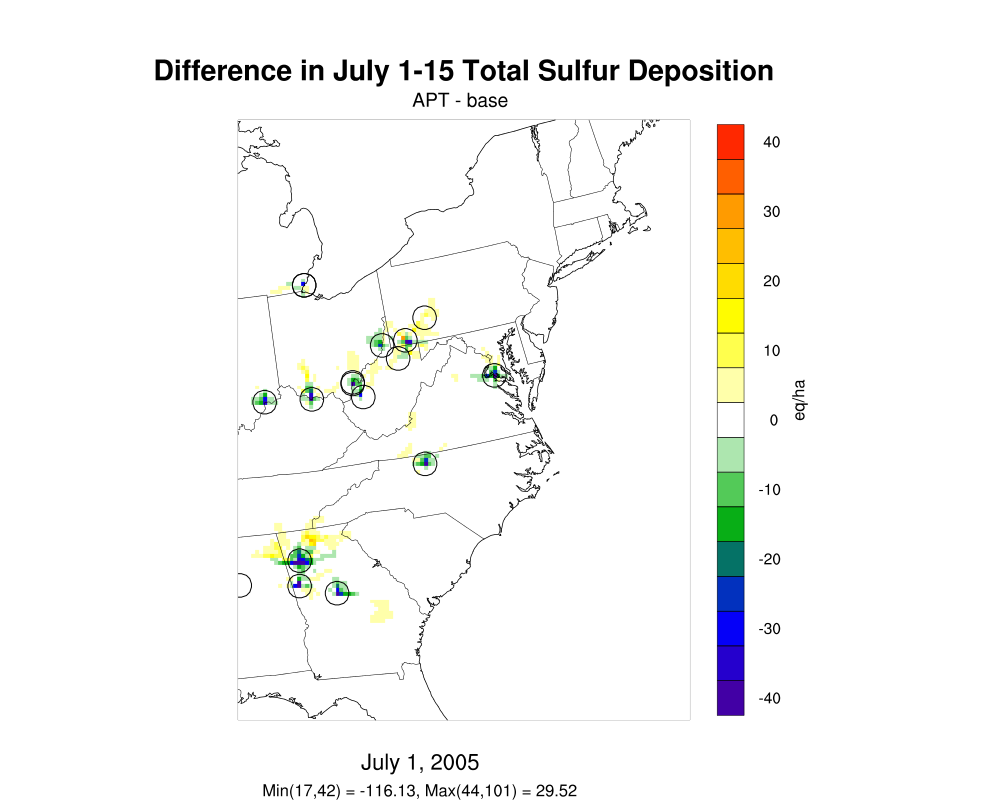 Difference in July 1-15 Total Sulfur Deposition
APT - base
40
30
20
10
0
-10
-20
-30
-40
eq/ha
July 1, 2005
Min(17,42) = -116.13, Max(44,101) = 29.52